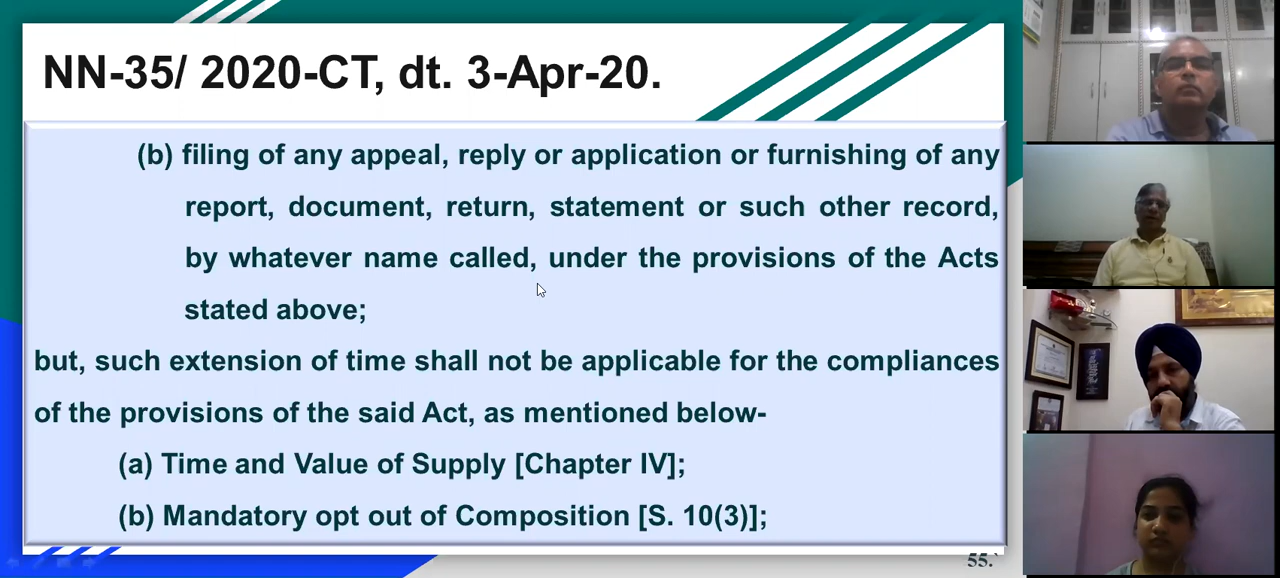 NN-35/ 2020-CT, dt. 3-Apr-20.
(b) filing of any appeal, reply or application or furnishing of any
report, document, return, statement or such other record,
by whatever name called, under the provisions of the Acts
stated above;
but, such extension of time shall not be applicable for the compliances
of the provisions of the said Act, as mentioned below-
(a) Time and Value of Supply [Chapter IV];
(b) Mandatory opt out of Composition [S. 10(3)];
55.`